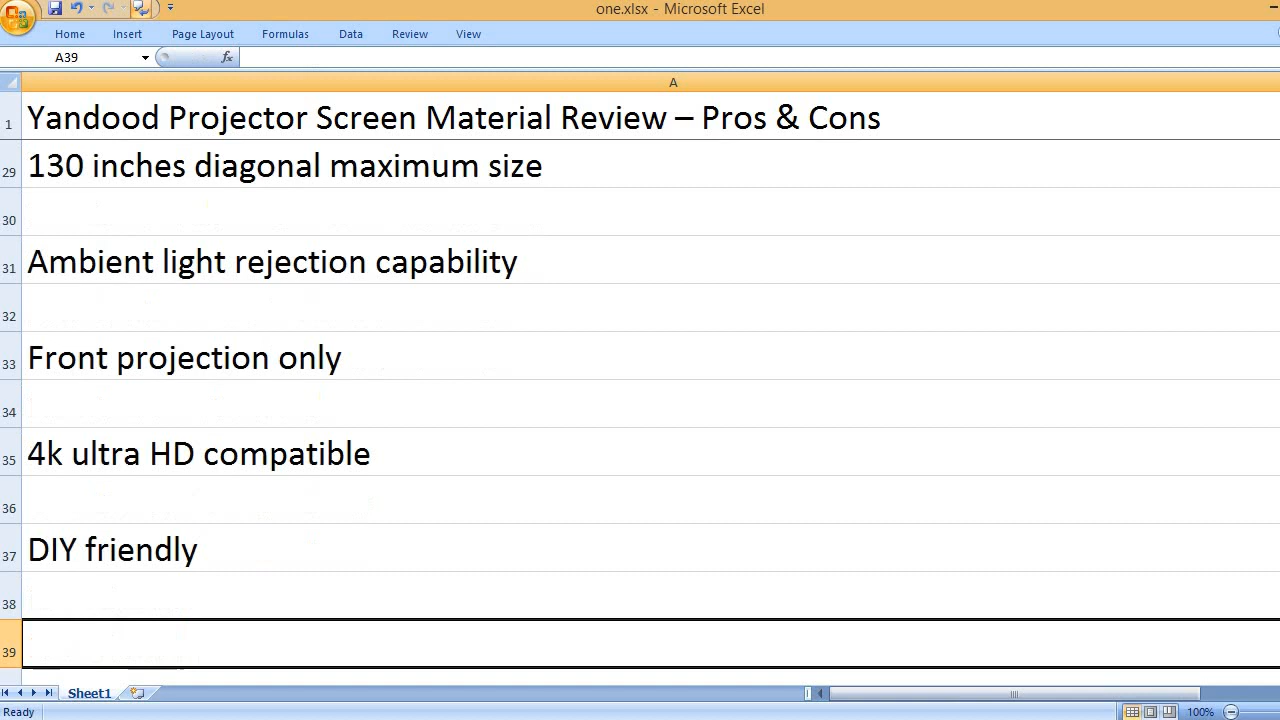 one.xlsx - Microsoft Excel
Home Insert Page Layout Formulas Data Review View
A39 fx
A
1 Yandood Projector Screen Material Review – Pros & Cons
29 130 inches diagonal maximum size
30
31 Ambient light rejection capability
32
33 Front projection only
34
35 4k ultra HD compatible
36
37 DIY friendly
38
39
Sheet1
Ready 100%